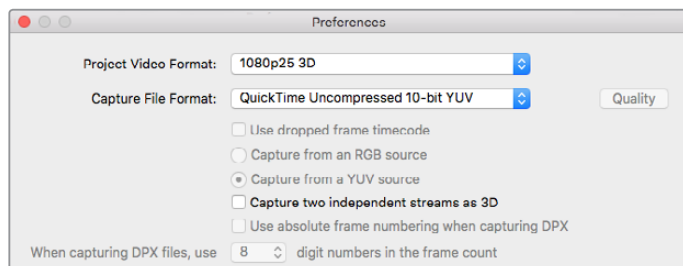 Preferences
Project Video Format: 1080p25 3D
Capture File Format: QuickTime Uncompressed 10-bit YUV Quality
Use dropped frame timecode
Capture from an RGB source
Capture from a YUV source
Capture two independent streams as 3D
Use absolute frame numbering when capturing DPX
When capturing DPX files, use 8 digit numbers in the frame count